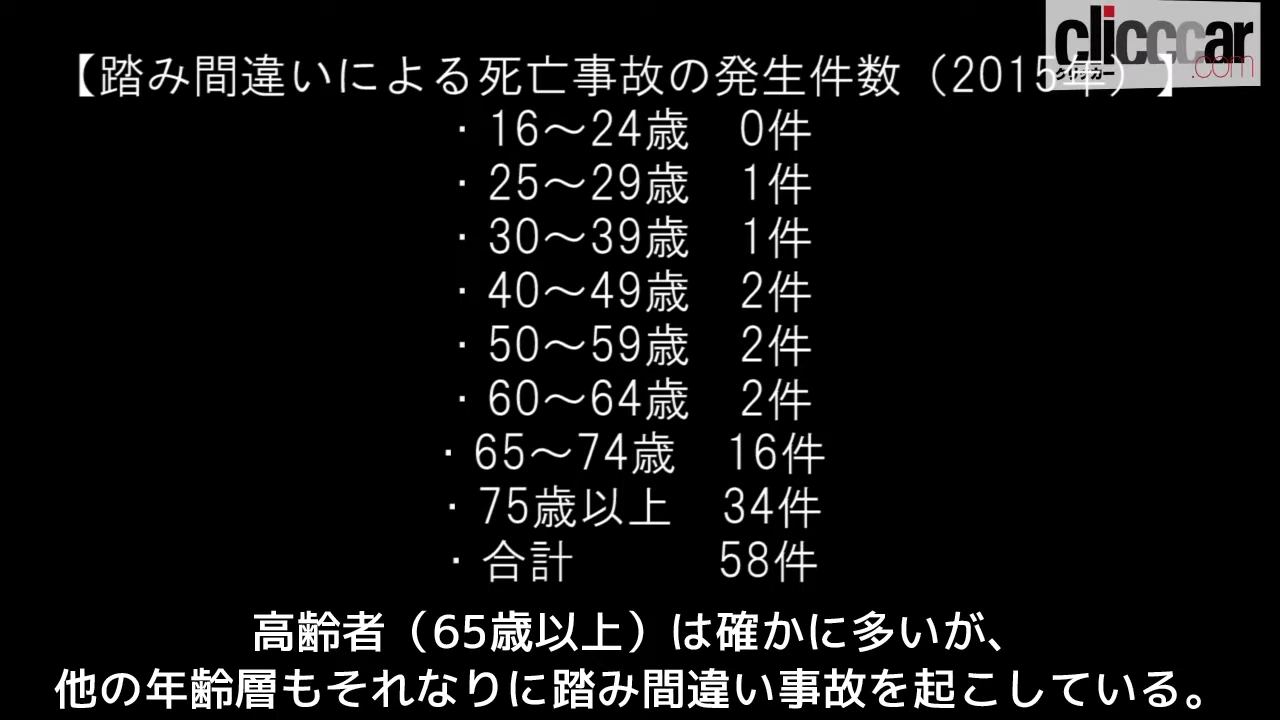 clicccar
クリッカー
.com
【踏み間違いによる死亡事故の発生件数（2015年）】
・16～24歳　0件
・25～29歳　1件
・30～39歳　1件
・40～49歳　2件
・50～59歳　2件
・60～64歳　2件
・65～74歳　16件
・75歳以上　34件
・合計　58件
高齢者（65歳以上）は確かに多いが、
他の年齢層もそれなりに踏み間違い事故を起こしている。